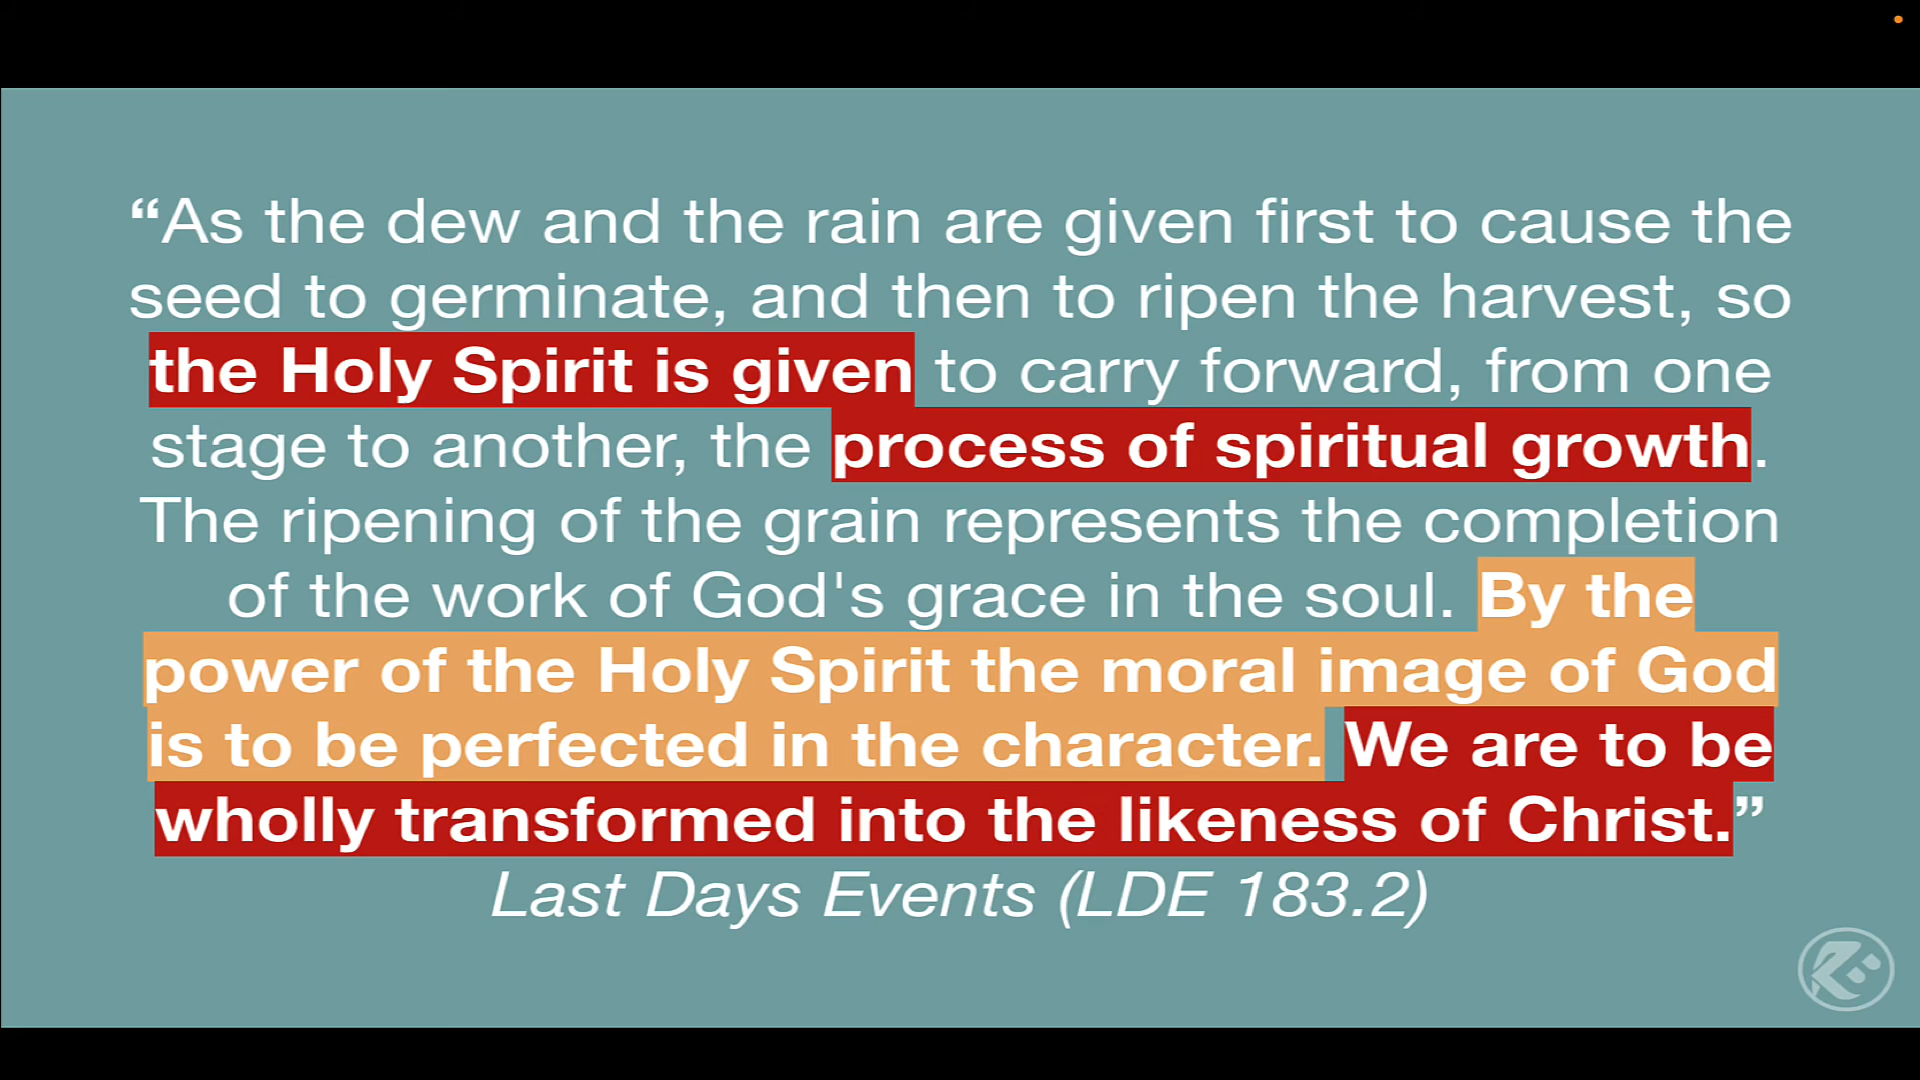 “As the dew and the rain are given first to cause the
seed to germinate, and then to ripen the harvest, so
the Holy Spirit is given to carry forward, from one
stage to another, the process of spiritual growth.
The ripening of the grain represents the completion
of the work of God's grace in the soul. By the
power of the Holy Spirit the moral image of God
is to be perfected in the character. We are to be
wholly transformed into the likeness of Christ.”
Last Days Events (LDE 183.2)